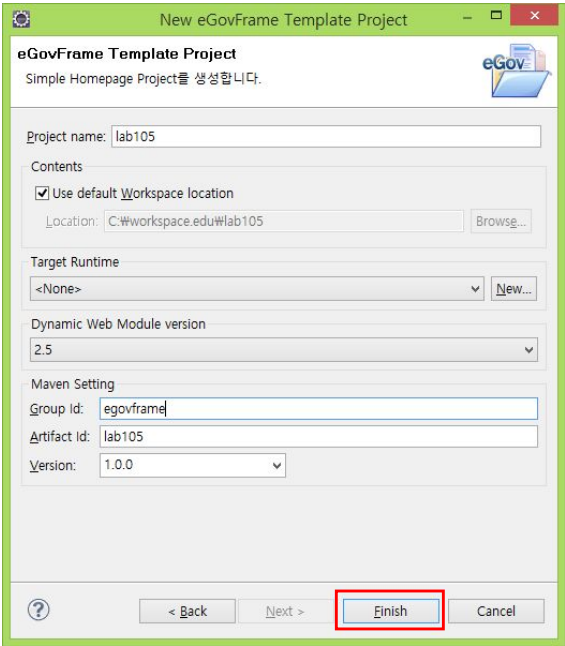 New eGovFrame Template Project
eGovFrame Template Project
Simple Homepage Project를 생성합니다.
eGov
Project name: lab105
Contents
Use default Workspace location
Location: C:₩workspace.edu₩lab105 Browse...
Target Runtime
<None> New...
Dynamic Web Module version
2.5
Maven Setting
Group Id: egovframe
Artifact Id: lab105
Version: 1.0.0
?
< Back Next > Finish Cancel